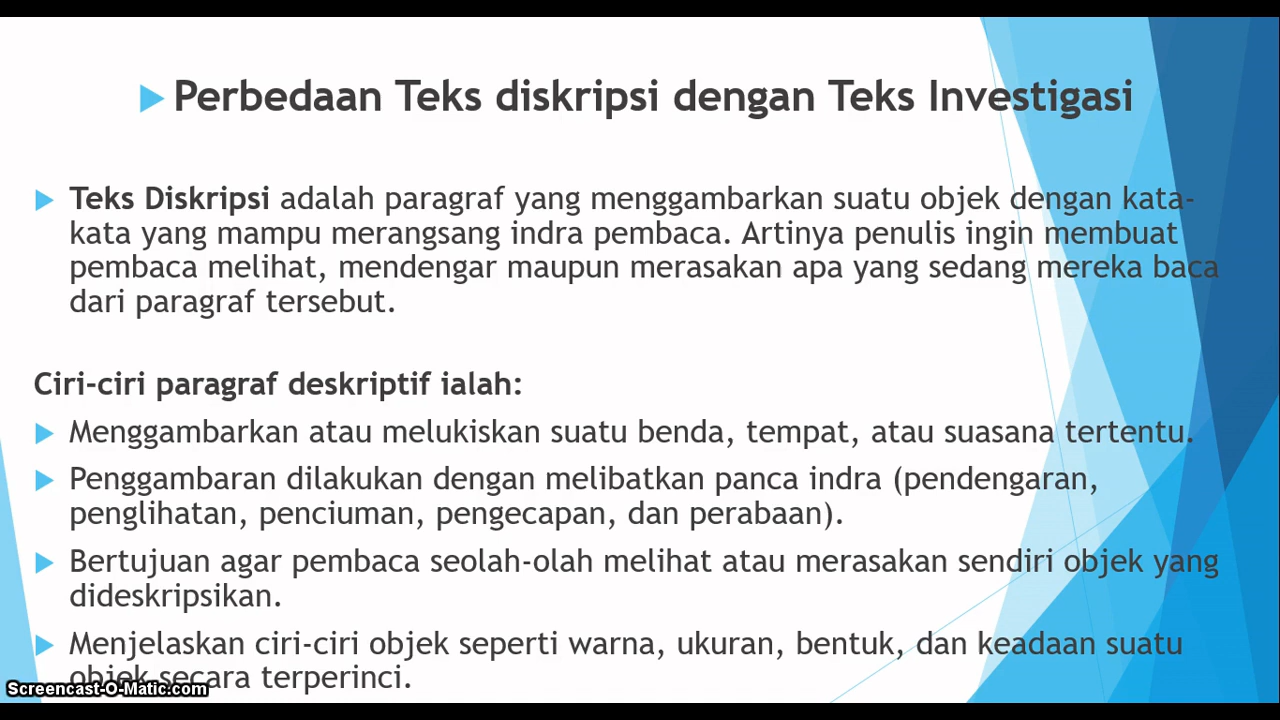 Perbedaan Teks diskripsi dengan Teks Investigasi
Teks Diskripsi adalah paragraf yang menggambarkan suatu objek dengan kata-
kata yang mampu merangsang indra pembaca. Artinya penulis ingin membuat
pembaca melihat, mendengar maupun merasakan apa yang sedang mereka baca
dari paragraf tersebut.
Ciri-ciri paragraf deskriptif ialah:
Menggambarkan atau melukiskan suatu benda, tempat, atau suasana tertentu.
Penggambaran dilakukan dengan melibatkan panca indra (pendengaran,
penglihatan, penciuman, pengecapan, dan perabaan).
Bertujuan agar pembaca seolah-olah melihat atau merasakan sendiri objek yang
dideskripsikan.
Menjelaskan ciri-ciri objek seperti warna, ukuran, bentuk, dan keadaan suatu
objek secara terperinci.
Screencast-O-Matic.com